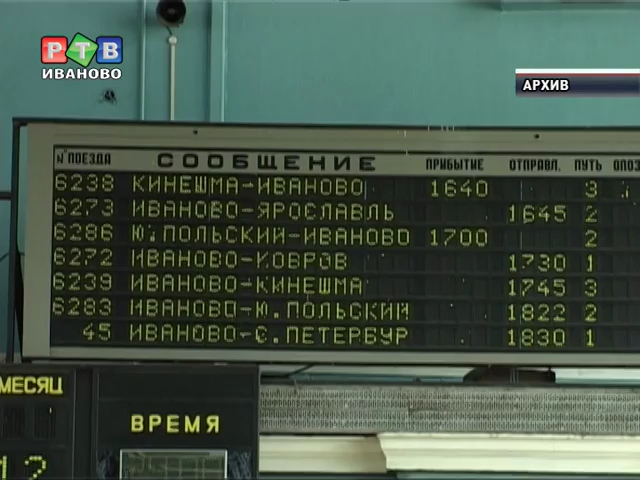 РТВ
ИВАНОВО
АРХИВ
№ ПОЕЗДА СООБЩЕНИЕ ПРИБЫТИЕ ОТПРАВЛ. ПУТЬ ОПОЗ
6238 КИНЕШМА-ИВАНОВО 1640 3
6273 ИВАНОВО-ЯРОСЛАВЛЬ 1645 2
6286 Ю.ПОЛЬСКИЙ-ИВАНОВО 1700 2
6272 ИВАНОВО-КОВРОВ 1730 1
6239 ИВАНОВО-КИНЕШМА 1745 3
6283 ИВАНОВО-Ю.ПОЛЬСКИЙ 1822 2
45 ИВАНОВО-С.ПЕТЕРБУР 1830 1
МЕСЯЦ
ВРЕМЯ
12